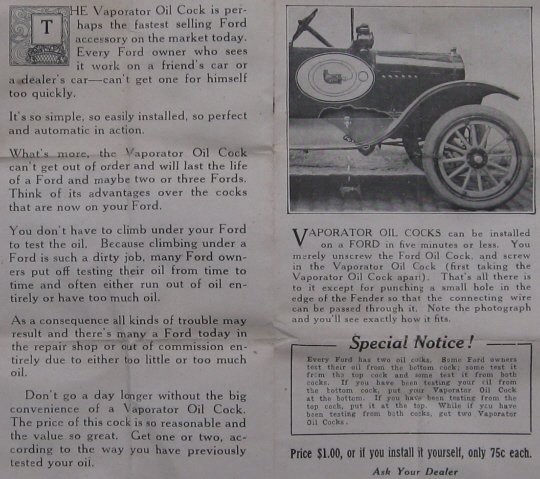 THE Vaporator Oil Cock is per-
haps the fastest selling Ford
accessory on the market today.
Every Ford owner who sees
it work on a friend's car or
a dealer's car—can't get one for himself
too quickly.
It's so simple, so easily installed, so perfect
and automatic in action.
What's more, the Vaporator Oil Cock
can't get out of order and will last the life
of a Ford and maybe two or three Fords.
Think of its advantages over the cocks
that are now on your Ford.
You don't have to climb under your Ford
to test the oil. Because climbing under a
Ford is such a dirty job, many Ford own-
ers put off testing their oil from time to
time and often either run out of oil en-
tirely or have too much oil.
As a consequence all kinds of trouble may
result and there's many a Ford today in
the repair shop or out of commission en-
tirely due to either too little or too much
oil.
Don't go a day longer without the big
convenience of a Vaporator Oil Cock.
The price of this cock is so reasonable and
the value so great. Get one or two, ac-
cording to the way you have previously
tested your oil.
VAPORATOR OIL COCKS can be installed
on a FORD in five minutes or less. You
merely unscrew the Ford Oil Cock, and screw
in the Vaporator Oil Cock (first taking the
Vaporator Oil Cock apart). That's all there is
to it except for punching a small hole in the
edge of the Fender so that the connecting wire
can be passed through it. Note the photograph
and you'll see exactly how it fits.
Special Notice!
Every Ford has two oil cocks. Some Ford owners
test their oil from the bottom cock; some test it
from the top cock and some test it from both
cocks. If you have been testing your oil from
the bottom cock, put your Vaporator Oil Cock
at the bottom. If you have been testing from the
top cock, put it at the top. While if you have
been testing from both cocks, get two Vaporator
Oil Cocks.
Price $1.00, or if you install it yourself, only 75c each.
Ask Your Dealer